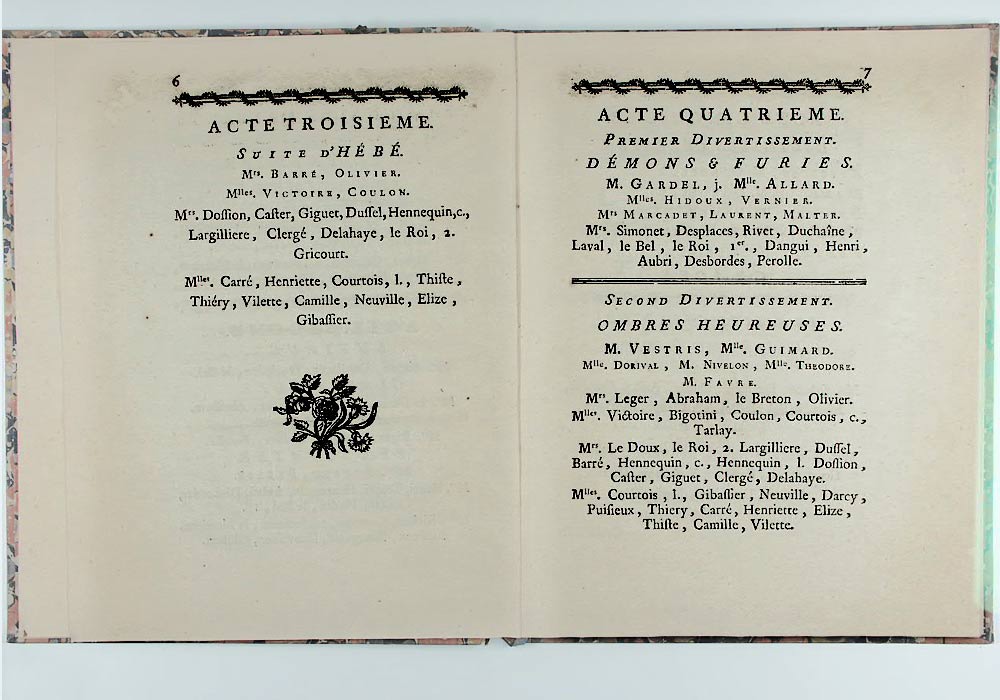 6
ACTE TROISIEME.
SUITE D'HÉBÉ.
Mrs. BARRÉ, OLIVIER.
Mlles. VICTOIRE, COULON.
Mrs. Doſſion, Caſter, Giguet, Duſſel, Hennequin, c.,
Largilliere, Clergé, Delahaye, le Roi, 2.
Gricourt.
Mlles. Carré, Henriette, Courtois, l., Thiſte,
Thiéry, Vilette, Camille, Neuville, Elize,
Gibaſſier.
7
ACTE QUATRIEME.
PREMIER DIVERTISSEMENT.
DÉMONS & FURIES.
M. GARDEL, j. Mlle. ALLARD.
Mlles. HIDOUX, VERNIER.
Mrs MARCADET, LAURENT, MALTER.
Mrs. Simonet, Desplaces, Rivet, Duchaîne,
Laval, le Bel, le Roi, 1er., Dangui, Henri,
Aubri, Desbordes, Perolle.
SECOND DIVERTISSEMENT.
OMBRES HEUREUSES.
M. VESTRIS, Mlle. GUIMARD.
Mlle. DORIVAL, M. NIVELON, Mlle. THEODORE.
M. FAVRE.
Mrs. Leger, Abraham, le Breton, Olivier.
Mlles. Victoire, Bigotini, Coulon, Courtois, c.,
Tarlay.
Mrs. Le Doux, le Roi, 2. Largilliere, Duſſel,
Barré, Hennequin, c., Hennequin, l. Doſſion,
Caſter, Giguet, Clergé, Delahaye.
Mlles. Courtois, l., Gibaſſier, Neuville, Darcy,
Puiſieux, Thiery, Carré, Henriette, Elize,
Thiſte, Camille, Vilette.